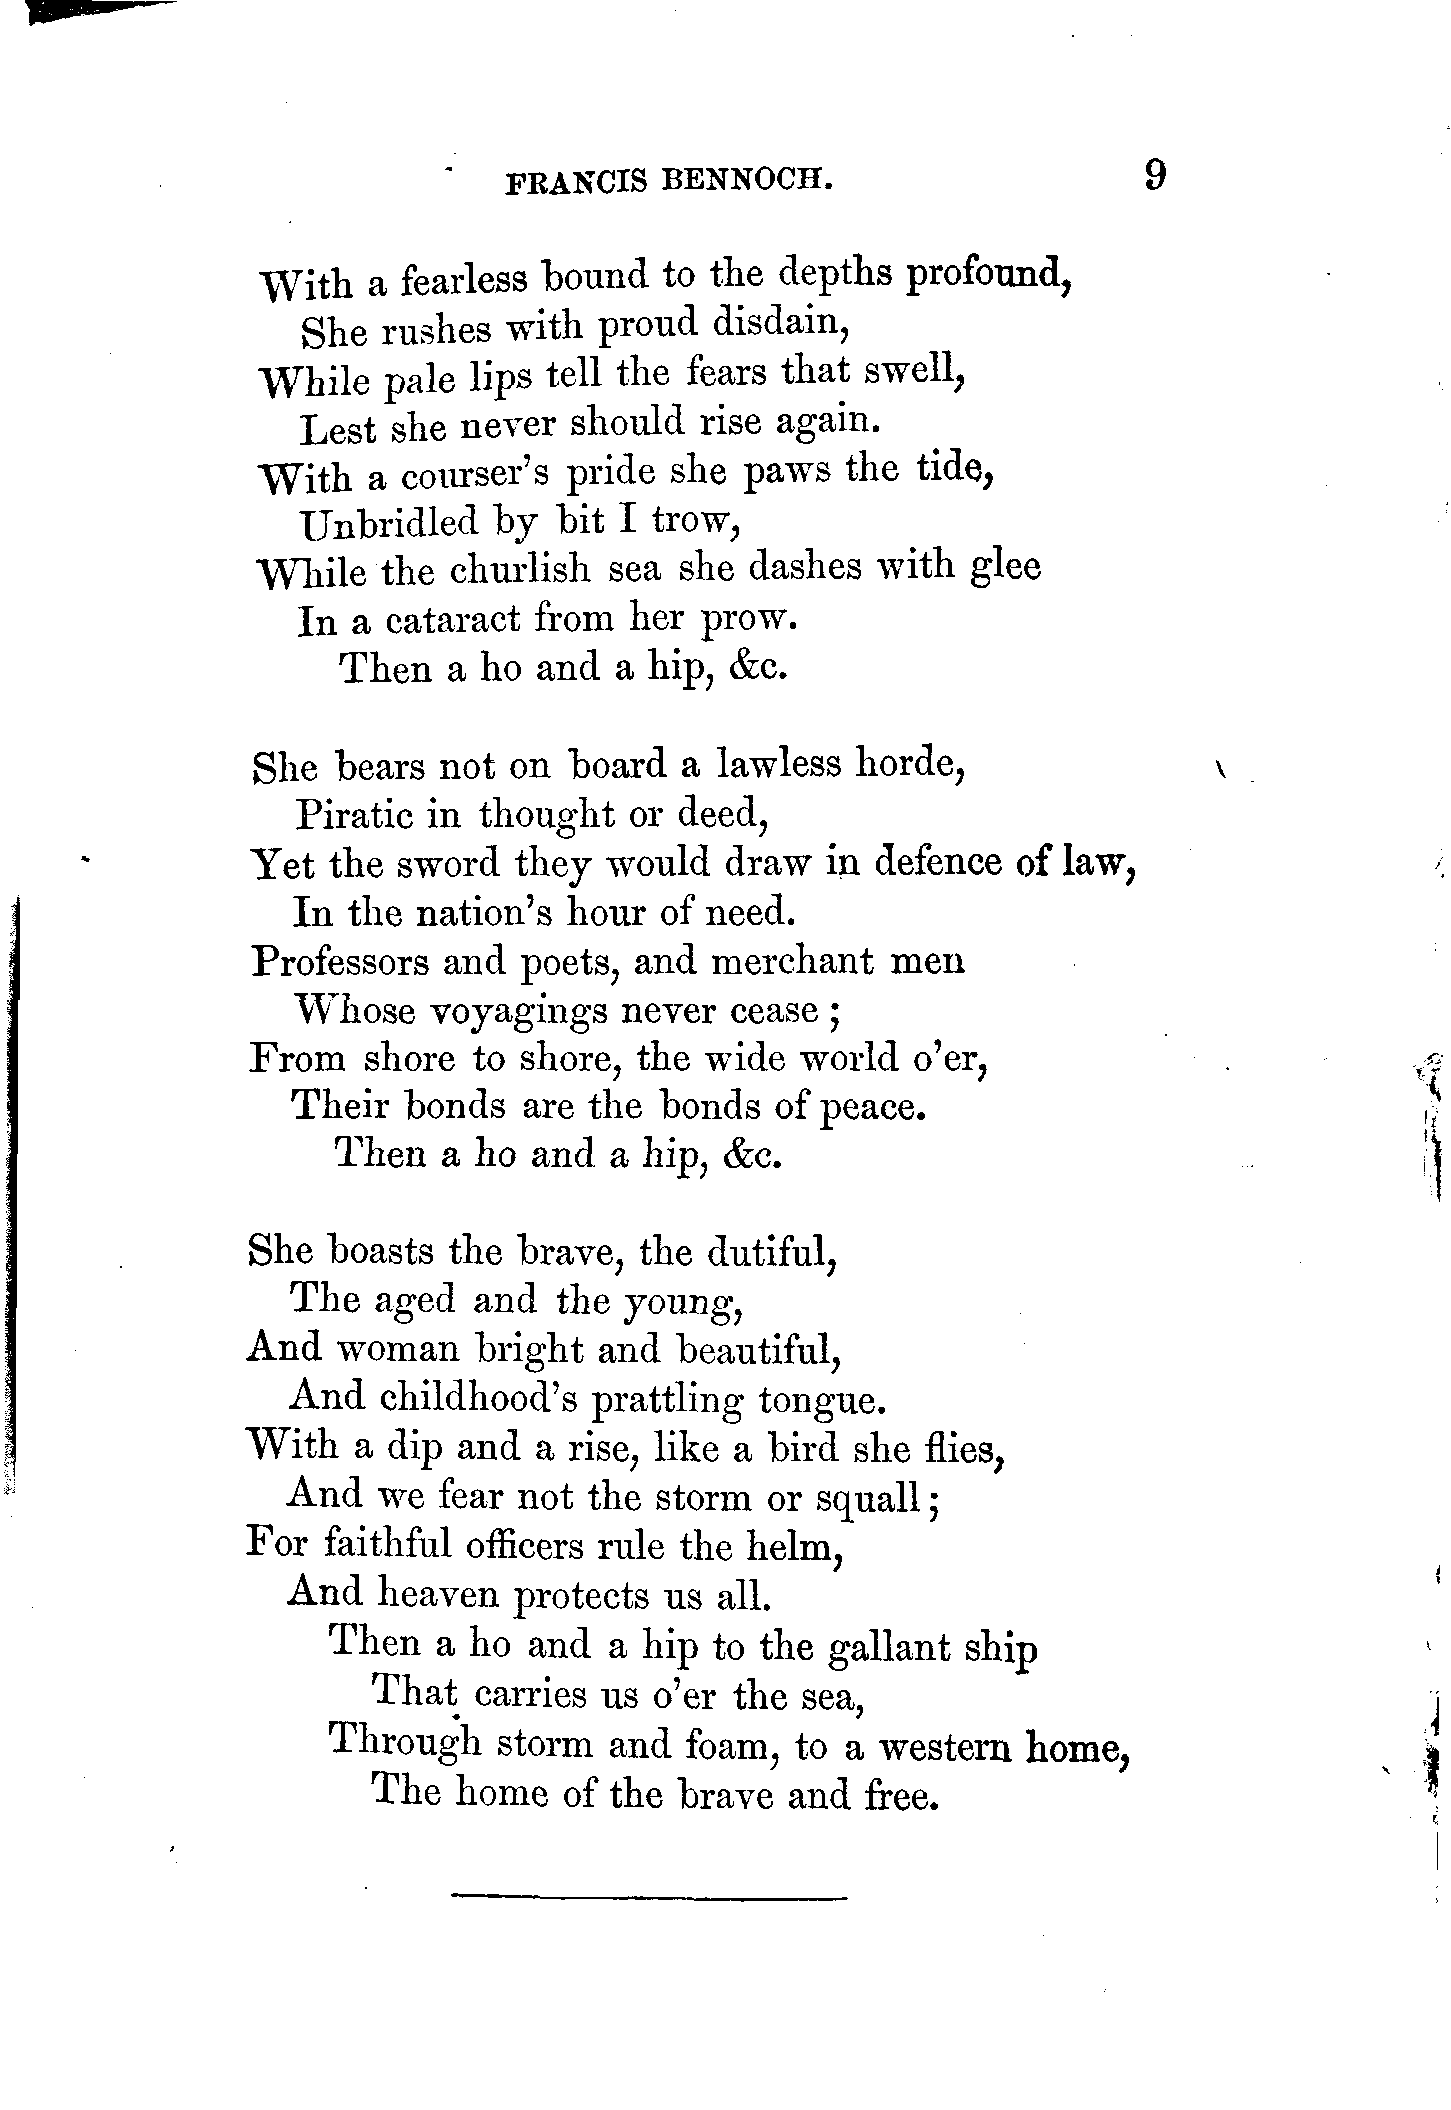 FRANCIS BENNOCH. 9
With a fearless bound to the depths profound,
She rushes with proud disdain,
While pale lips tell the fears that swell,
Lest she never should rise again.
With a courser's pride she paws the tide,
Unbridled by bit I trow,
While the churlish sea she dashes with glee
In a cataract from her prow.
Then a ho and a hip, &c.
She bears not on board a lawless horde,
Piratic in thought or deed,
Yet the sword they would draw in defence of law,
In the nation's hour of need.
Professors and poets, and merchant men
Whose voyagings never cease ;
From shore to shore, the wide world o'er,
Their bonds are the bonds of peace.
Then a ho and a hip, &c.
She boasts the brave, the dutiful,
The aged and the young,
And woman bright and beautiful,
And childhood's prattling tongue.
With a dip and a rise, like a bird she flies,
And we fear not the storm or squall ;
For faithful officers rule the helm,
And heaven protects us all.
Then a ho and a hip to the gallant ship
That carries us o'er the sea,
Through storm and foam, to a western home,
The home of the brave and free.